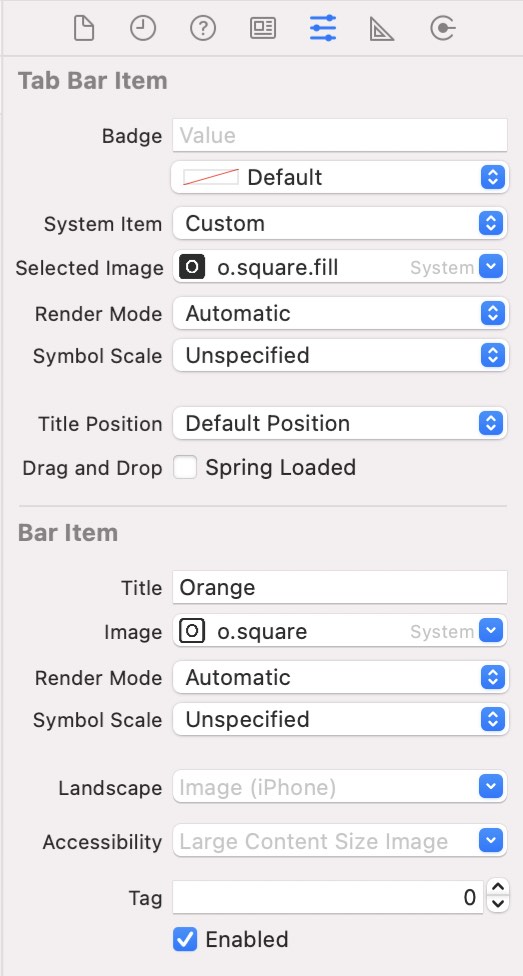 Tab Bar Item
Badge Value
Default
System Item Custom
Selected Image o.square.fill System
Render Mode Automatic
Symbol Scale Unspecified
Title Position Default Position
Drag and Drop Spring Loaded
Bar Item
Title Orange
Image o.square System
Render Mode Automatic
Symbol Scale Unspecified
Landscape Image (iPhone)
Accessibility Large Content Size Image
Tag 0
Enabled